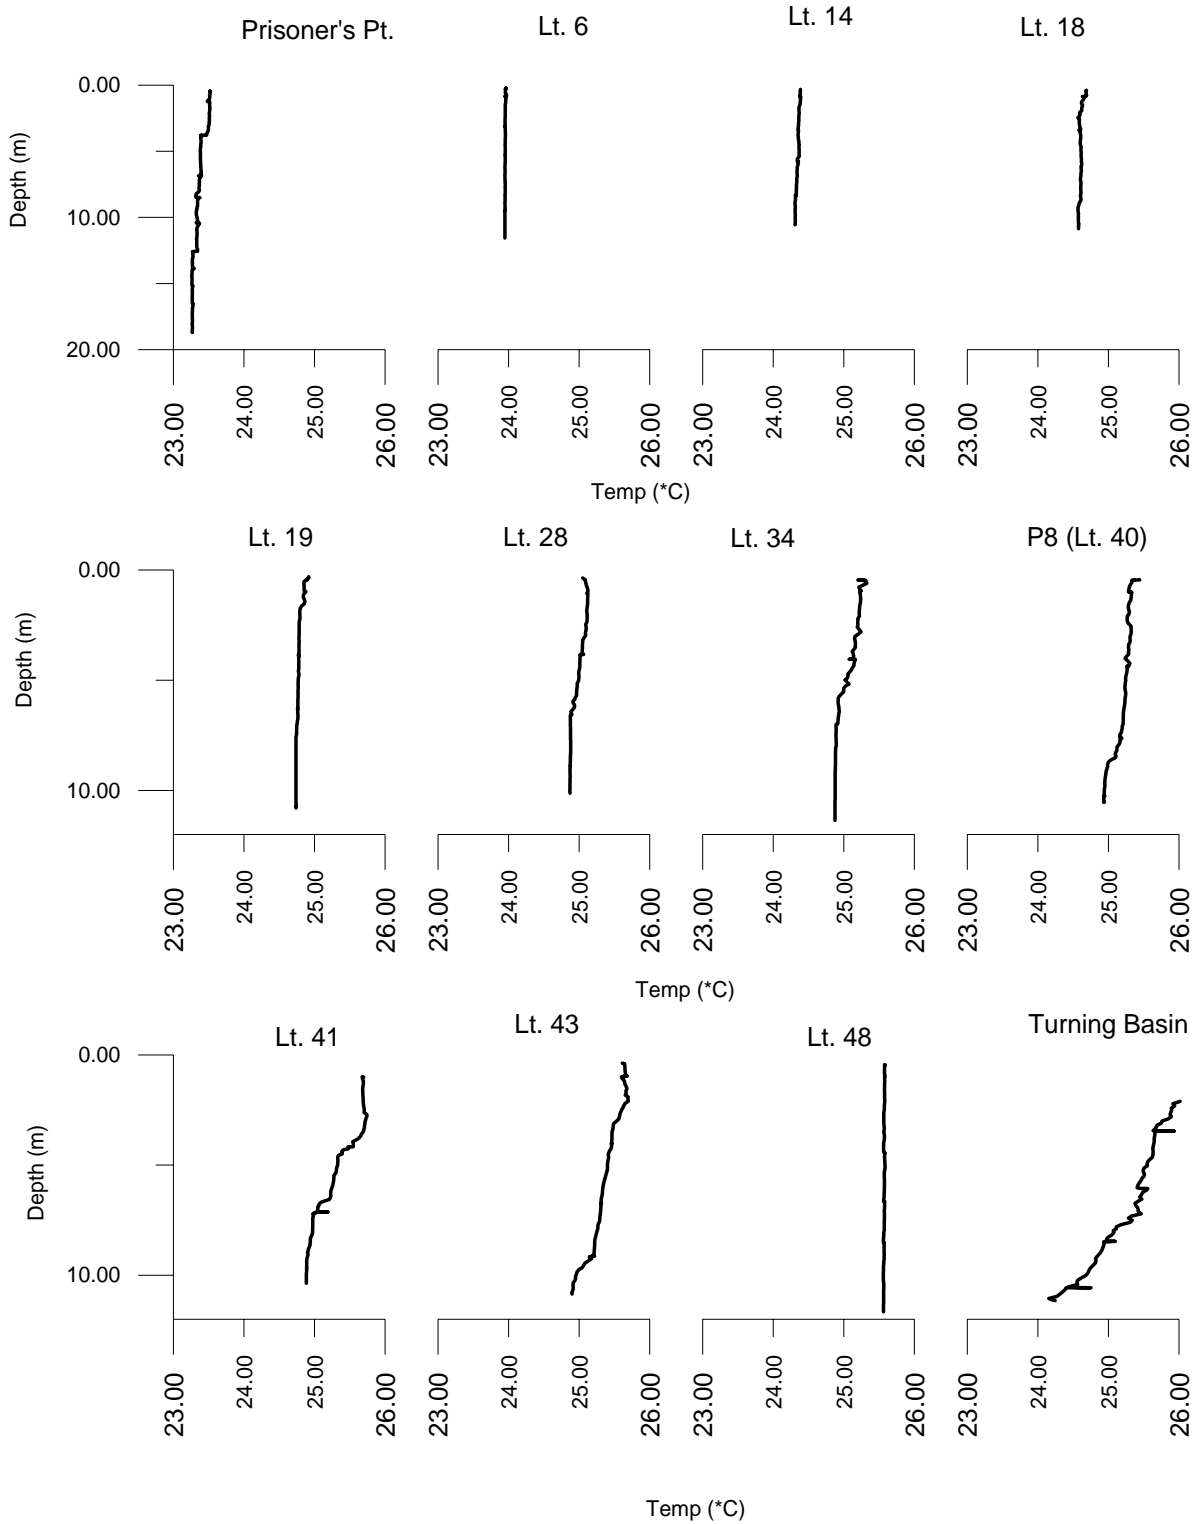 Prisoner's Pt.
Lt. 6
Lt. 14
Lt. 18
0.00
10.00
20.00
Depth (m)
23.00 24.00 25.00 26.00
23.00 24.00 25.00 26.00
23.00 24.00 25.00 26.00
23.00 24.00 25.00 26.00
Temp (*C)
Lt. 19
Lt. 28
Lt. 34
P8 (Lt. 40)
0.00
10.00
Depth (m)
23.00 24.00 25.00 26.00
23.00 24.00 25.00 26.00
23.00 24.00 25.00 26.00
23.00 24.00 25.00 26.00
Temp (*C)
Lt. 41
Lt. 43
Lt. 48
Turning Basin
0.00
10.00
Depth (m)
23.00 24.00 25.00 26.00
23.00 24.00 25.00 26.00
23.00 24.00 25.00 26.00
23.00 24.00 25.00 26.00
Temp (*C)